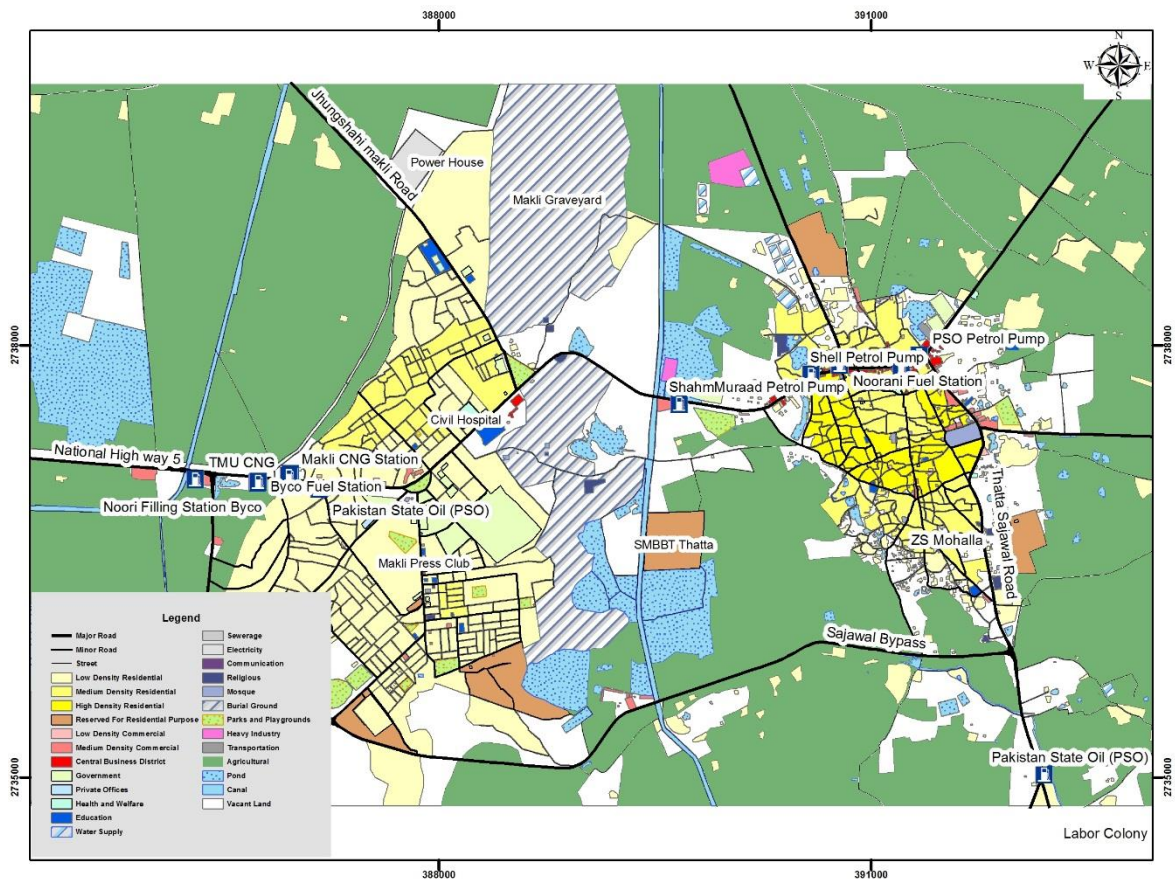 388000
391000
N
W E
S
Jhungshahi makli Road
Power House
Makli Graveyard
2738000
2738000
PSO Petrol Pump
Shell Petrol Pump
Noorani Fuel Station
ShahmMuraad Petrol Pump
Civil Hospital
National High way 5
TMU CNG
Makli CNG Station
Byco Fuel Station
Noori Filling Station Byco
Pakistan State Oil (PSO)
SMBBT Thatta
ZS Mohalla
Thatta Sajawal Road
Makli Press Club
Sajawal Bypass
Legend
Major Road
Minor Road
Street
Low Density Residential
Medium Density Residential
High Density Residential
Reserved For Residential Purpose
Low Density Commercial
Medium Density Commercial
Central Business District
Government
Private Offices
Health and Welfare
Education
Water Supply
Sewerage
Electricity
Communication
Religious
Mosque
Burial Ground
Parks and Playgrounds
Heavy Industry
Transportation
Agricultural
Pond
Canal
Vacant Land
Pakistan State Oil (PSO)
2735000
2735000
Labor Colony
388000
391000